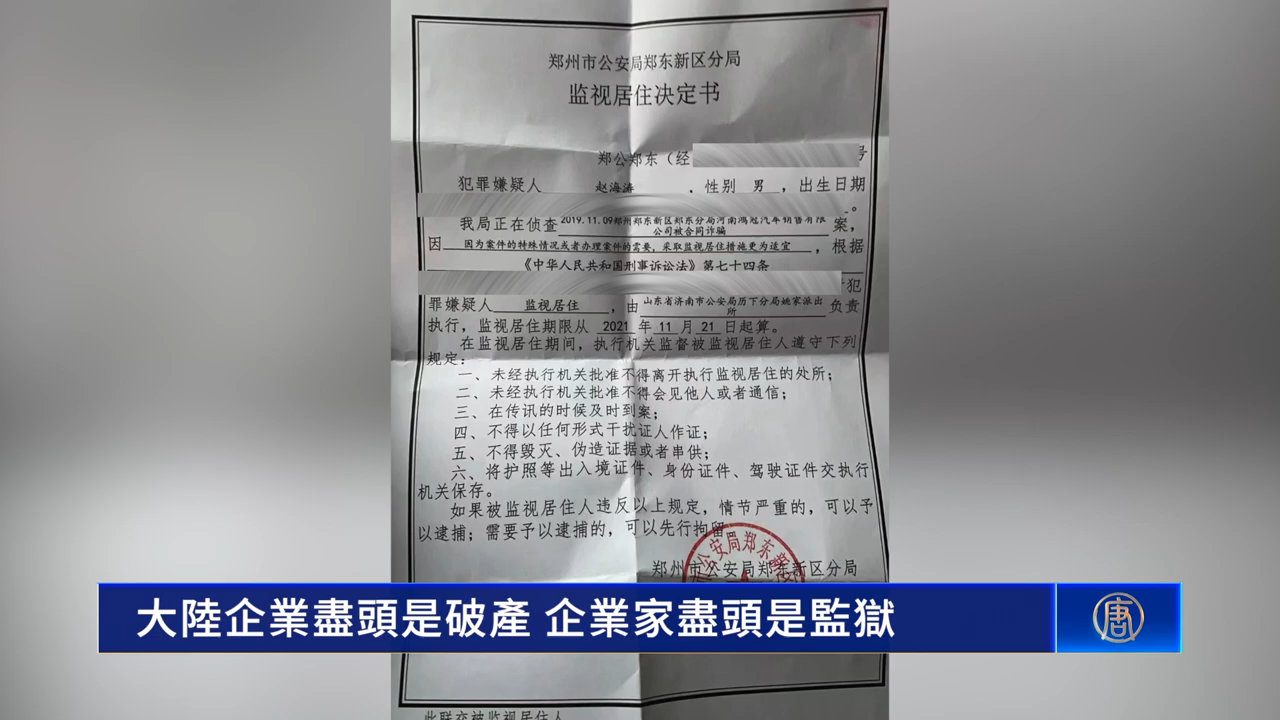 郑州市公安局郑东新区分局
监视居住决定书
郑公郑东（经
号
犯罪嫌疑人 赵海涛 ，性别 男 ，出生日期
。
我局正在侦查 2019.11.09郑州郑东新区郑东分局河南鸿冠汽车销售有限公司被合同诈骗 案，
因 因为案件的特殊情况或者办理案件的需要，采取监视居住措施更为适宜 ，根据
《中华人民共和国刑事诉讼法》第七十四条
犯
罪嫌疑人 监视居住 ，由 山东省济南市公安局历下分局姚家派出所 负责
执行，监视居住期限从 2021 年 11 月 21 日起算。
在监视居住期间，执行机关监督被监视居住人遵守下列
规定：
一、未经执行机关批准不得离开执行监视居住的处所；
二、未经执行机关批准不得会见他人或者通信；
三、在传讯的时候及时到案；
四、不得以任何形式干扰证人作证；
五、不得毁灭、伪造证据或者串供；
六、将护照等出入境证件、身份证件、驾驶证件交执行
机关保存。
如果被监视居住人违反以上规定，情节严重的，可以予
以逮捕；需要予以逮捕的，可以先行拘留。
公安局郑东新
郑州市公安局郑东新区分局
大陸企業盡頭是破產 企業家盡頭是監獄
唐
此联交被监视居住人